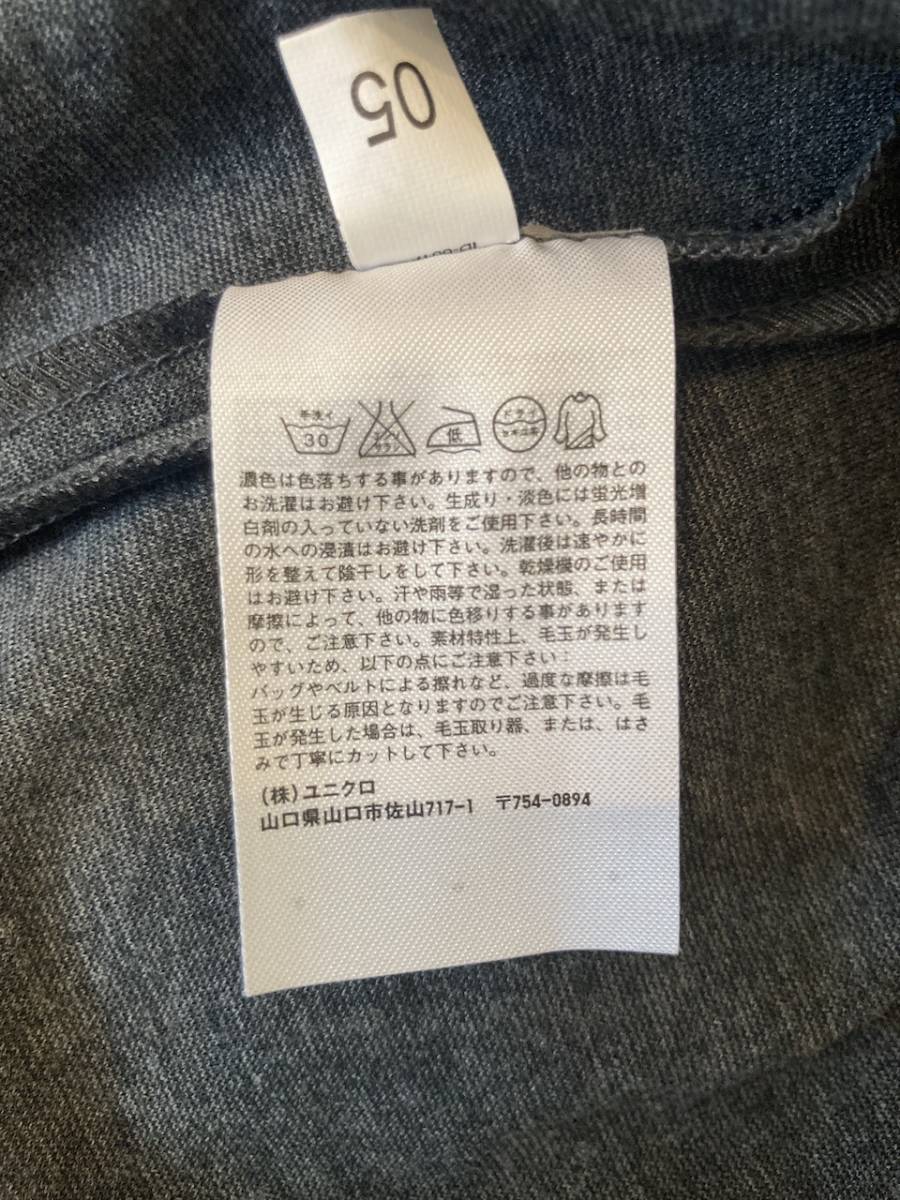 05
手洗イ
30
エンソ
サラシ
低
ドライ
セキユ系
濃色は色落ちする事がありますので、他の物との
お洗濯はお避け下さい。生成り・淡色には蛍光増
白剤の入っていない洗剤をご使用下さい。長時間
の水への浸漬はお避け下さい。洗濯後は速やかに
形を整えて陰干しをして下さい。乾燥機のご使用
はお避け下さい。汗や雨等で湿った状態、または
摩擦によって、他の物に色移りする事があります
ので、ご注意下さい。素材特性上、毛玉が発生し
やすいため、以下の点にご注意下さい：
バッグやベルトによる擦れなど、過度な摩擦は毛
玉が生じる原因となりますのでご注意下さい。毛
玉が発生した場合は、毛玉取り器、または、はさ
みで丁寧にカットして下さい。
(株)ユニクロ
山口県山口市佐山717-1 〒754-0894